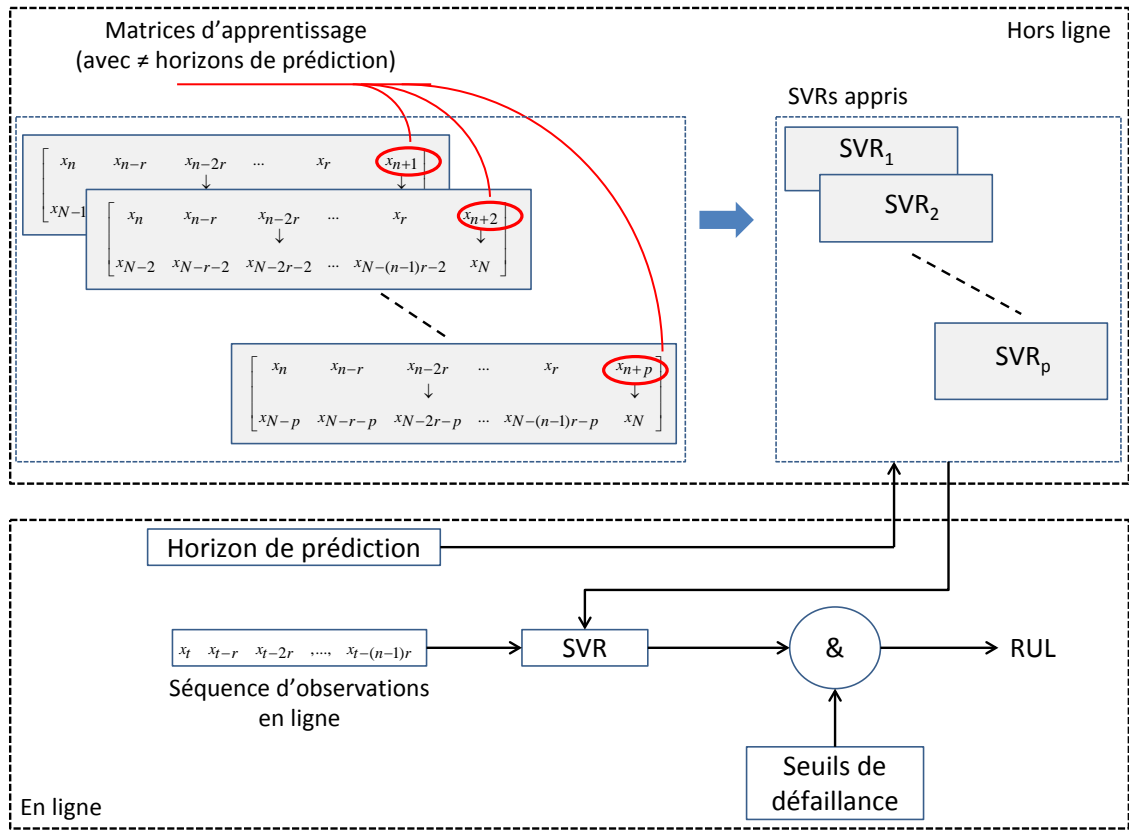 Matrices d'apprentissage
(avec ≠ horizons de prédiction)
Hors ligne
SVRs appris
x_n x_{n-r} x_{n-2r} ... x_r x_{n+1}
↓ ↓
x_{N-1}
x_n x_{n-r} x_{n-2r} ... x_r x_{n+2}
↓ ↓
x_{N-2} x_{N-r-2} x_{N-2r-2} ... x_{N-(n-1)r-2} x_N
x_n x_{n-r} x_{n-2r} ... x_r x_{n+p}
↓ ↓
x_{N-p} x_{N-r-p} x_{N-2r-p} ... x_{N-(n-1)r-p} x_N
SVR_1
SVR_2
SVR_p
Horizon de prédiction
x_t x_{t-r} x_{t-2r} ,..., x_{t-(n-1)r}
Séquence d'observations
en ligne
SVR
&
RUL
Seuils de
défaillance
En ligne